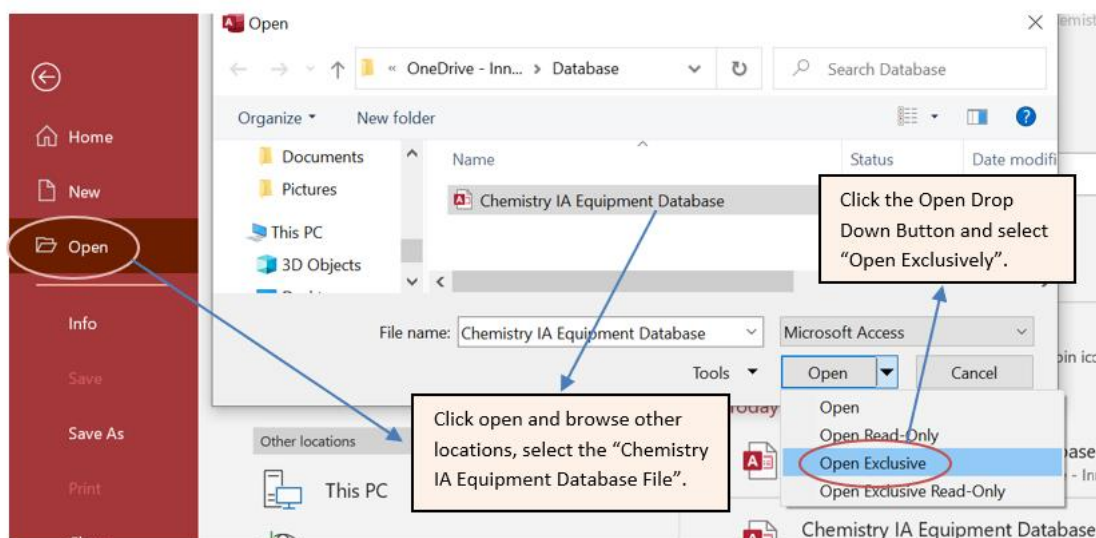 Open
emist
« OneDrive - Inn... > Database
Search Database
Organize
New folder
Home
Documents
Name
Status
Date modifi
Pictures
New
Chemistry IA Equipment Database
Click the Open Drop
Down Button and select
“Open Exclusively”.
This PC
Open
3D Objects
Info
File name:
Chemistry IA Equipment Database
Microsoft Access
Tools
Open
Cancel
Save
Click open and browse other
locations, select the “Chemistry
IA Equipment Database File”.
Open
Open Read-Only
Open Exclusive
Open Exclusive Read-Only
Save As
Other locations
This PC
Print
Chemistry IA Equipment Database